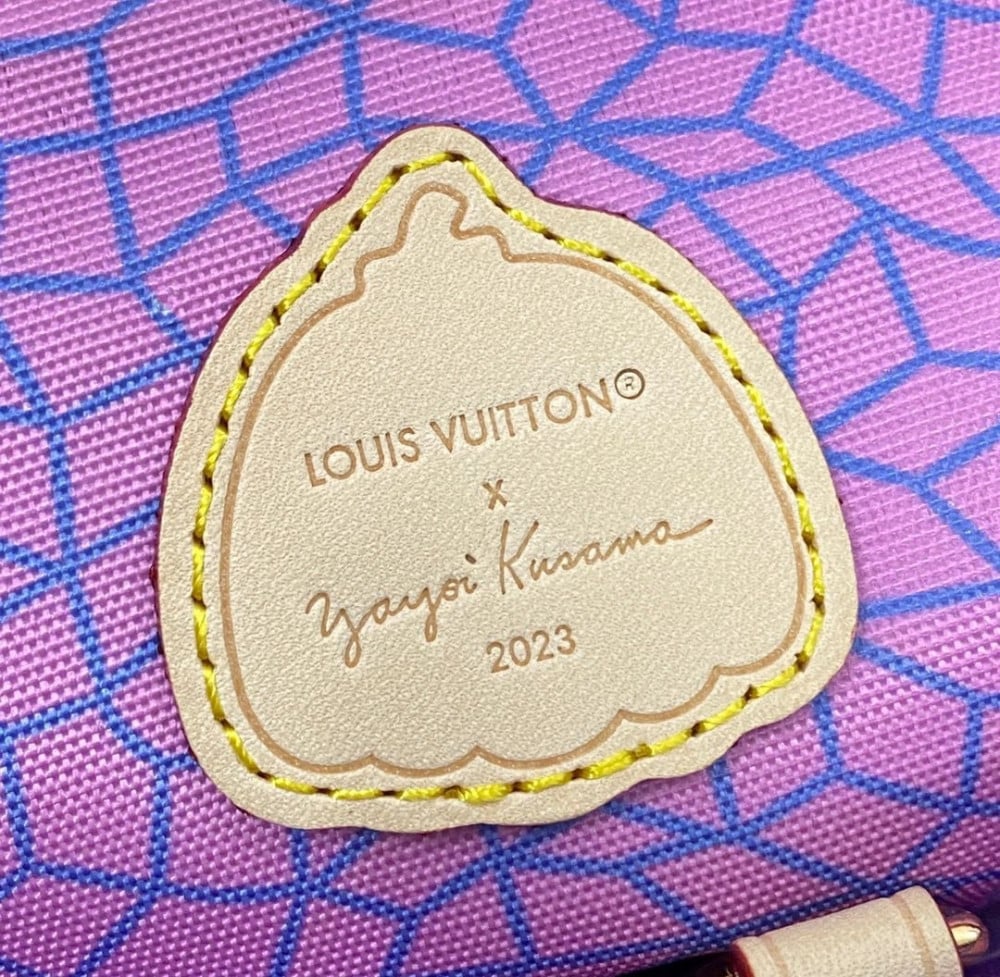 LOUIS VUITTON®
x
Yayoi Kusama
2023